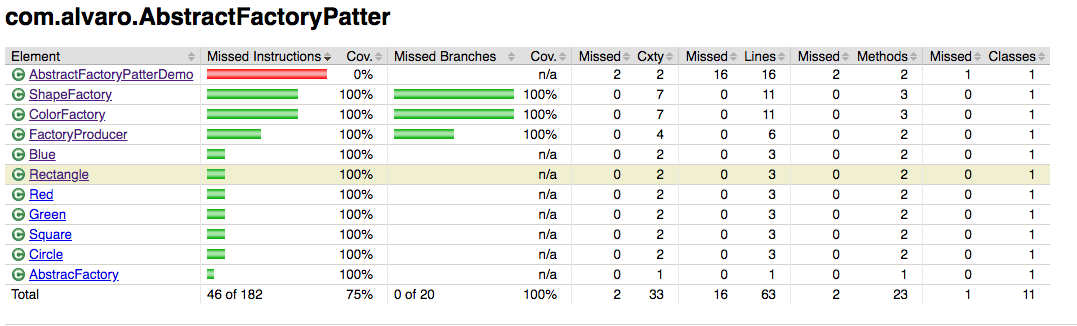 com.alvaro.AbstractFactoryPatter
Element Missed Instructions Cov. Missed Branches Cov. Missed Cxty Missed Lines Missed Methods Missed Classes
AbstractFactoryPatterDemo 0% n/a 2 2 16 16 2 2 1 1
ShapeFactory 100% 100% 0 7 0 11 0 3 0 1
ColorFactory 100% 100% 0 7 0 11 0 3 0 1
FactoryProducer 100% 100% 0 4 0 6 0 2 0 1
Blue 100% n/a 0 2 0 3 0 2 0 1
Rectangle 100% n/a 0 2 0 3 0 2 0 1
Red 100% n/a 0 2 0 3 0 2 0 1
Green 100% n/a 0 2 0 3 0 2 0 1
Square 100% n/a 0 2 0 3 0 2 0 1
Circle 100% n/a 0 2 0 3 0 2 0 1
AbstracFactory 100% n/a 0 1 0 1 0 1 0 1
Total 46 of 182 75% 0 of 20 100% 2 33 16 63 2 23 1 11